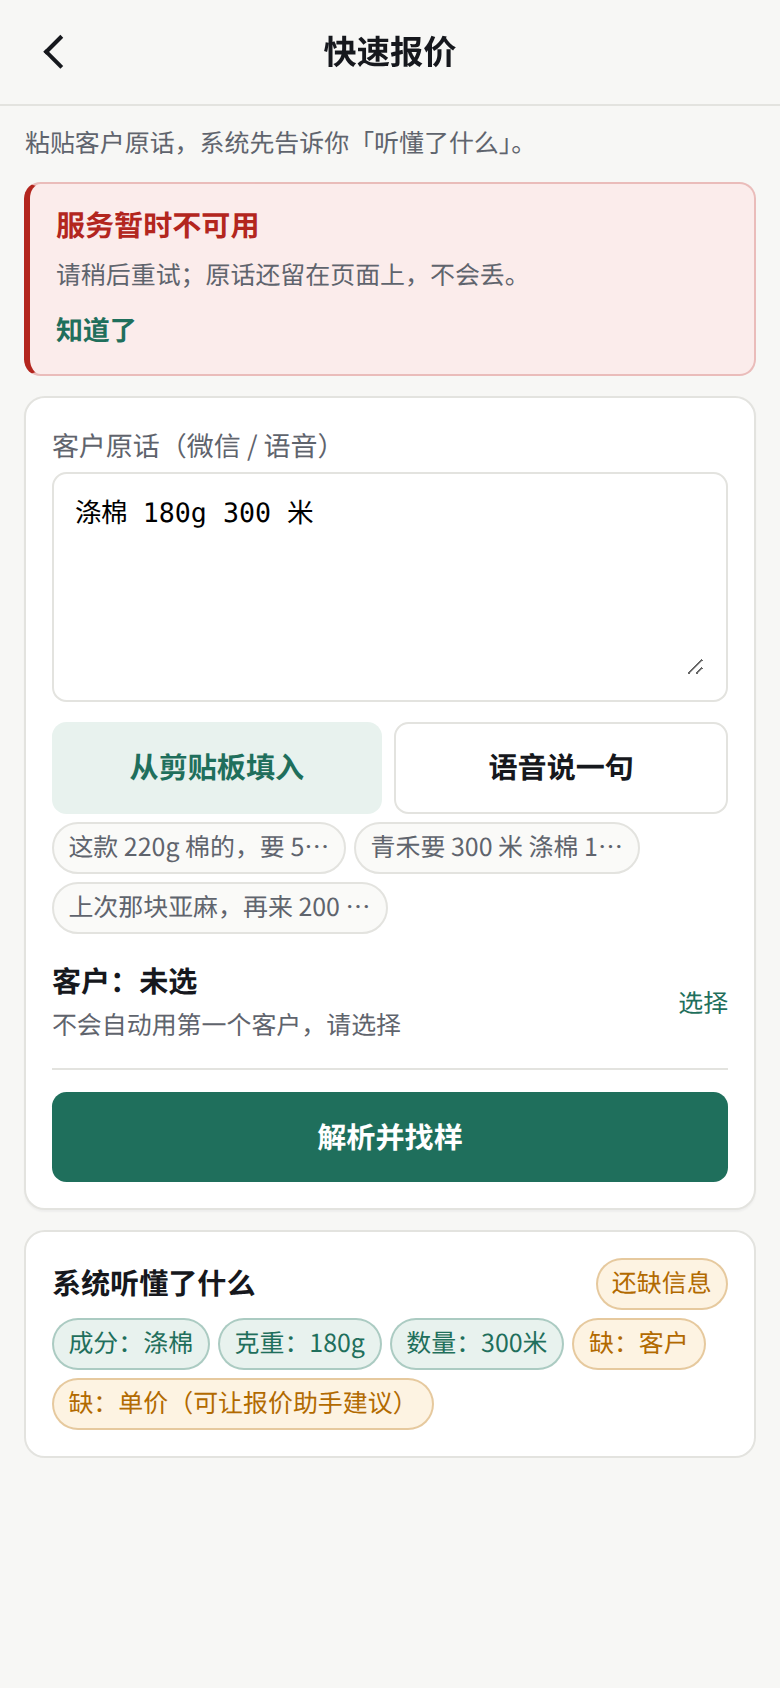 快速报价
粘贴客户原话，系统先告诉你「听懂了什么」。
服务暂时不可用
请稍后重试；原话还留在页面上，不会丢。
知道了
客户原话（微信 / 语音）
涤棉 180g 300 米
从剪贴板填入
语音说一句
这款 220g 棉的，要 5…
青禾要 300 米 涤棉 1…
上次那块亚麻，再来 200 …
客户：未选
不会自动用第一个客户，请选择
选择
解析并找样
系统听懂了什么
还缺信息
成分：涤棉
克重：180g
数量：300米
缺：客户
缺：单价（可让报价助手建议）